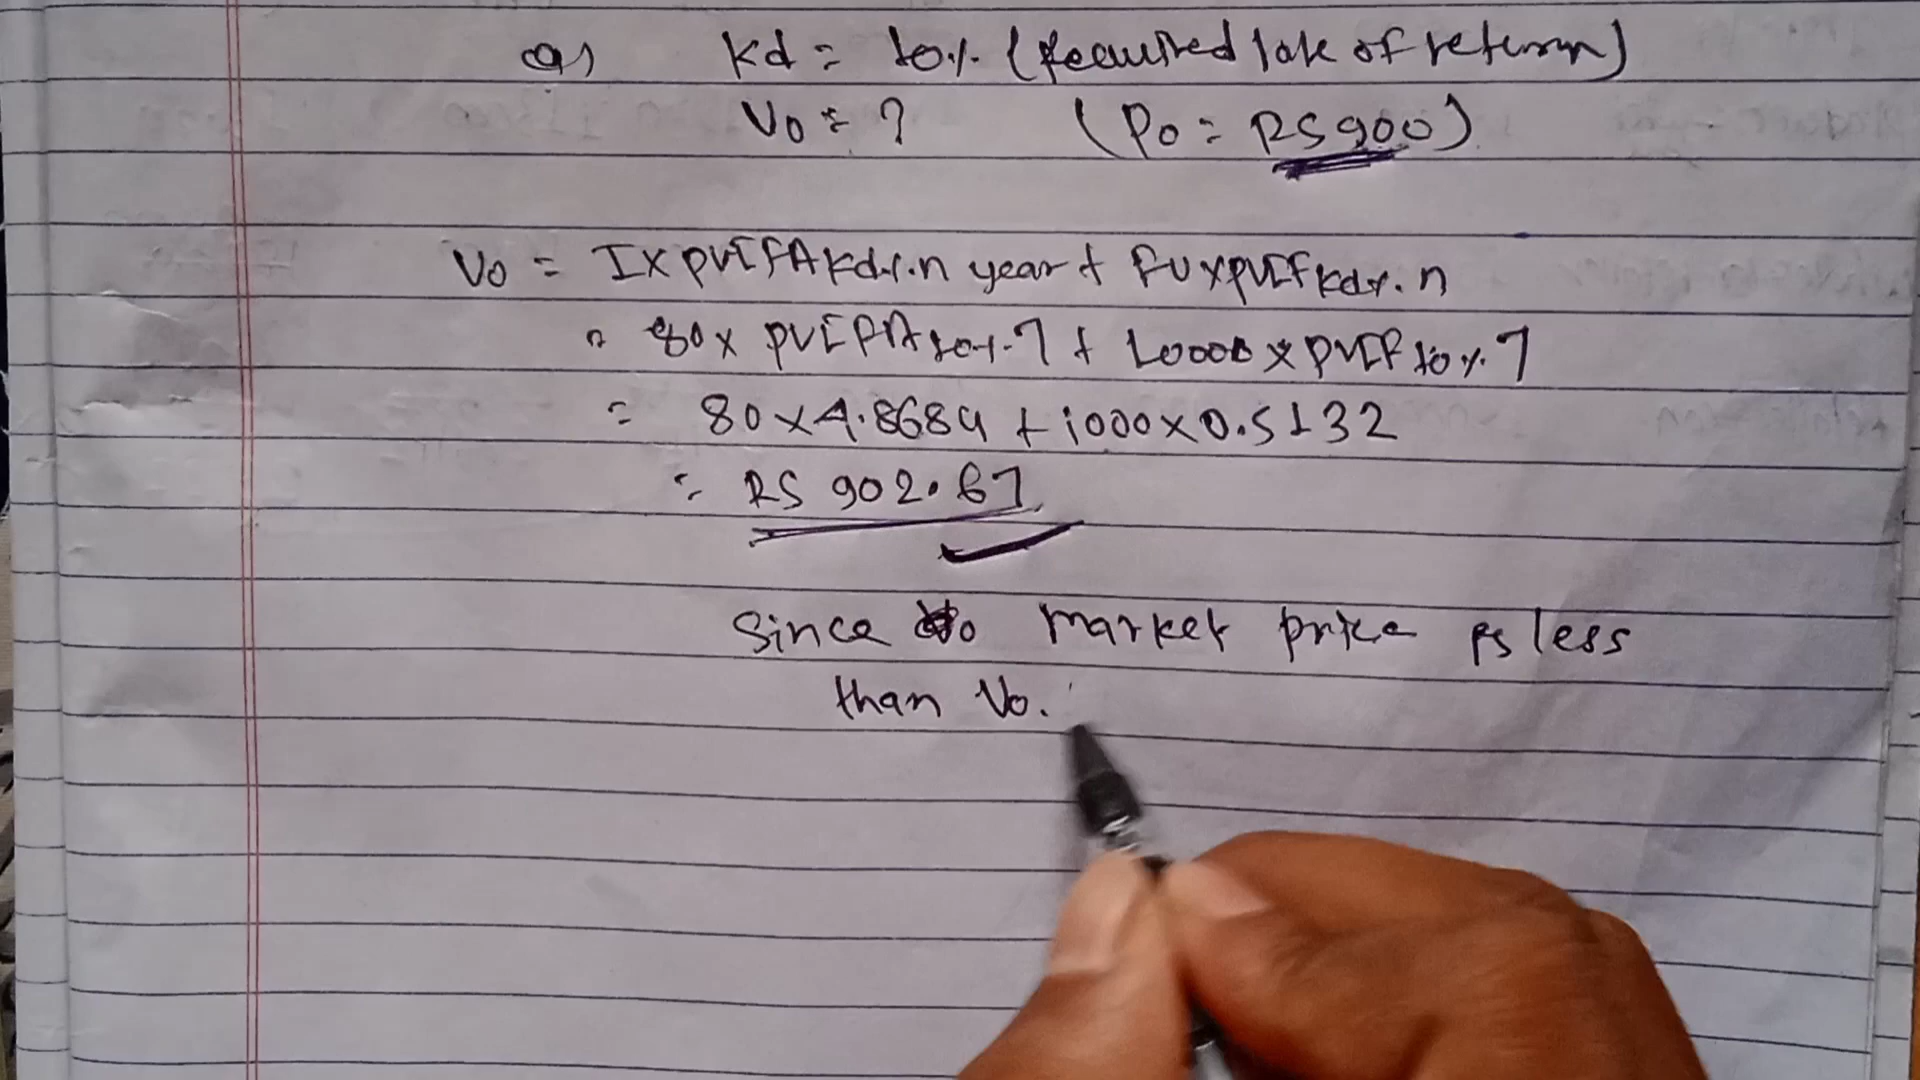 a) Kd = 10% (Required rate of return)
V0 = ? (P0 = RS 900)
V0 = I X PVIFA Kd%.n year + FV X PVIF Kd%.n
= 80 x PVIFA 10%.7 + 10000 x PVIF 10%.7
= 80 x 4.8684 + 1000 x 0.5132
= RS 902.67
Since market price is less
than V0.